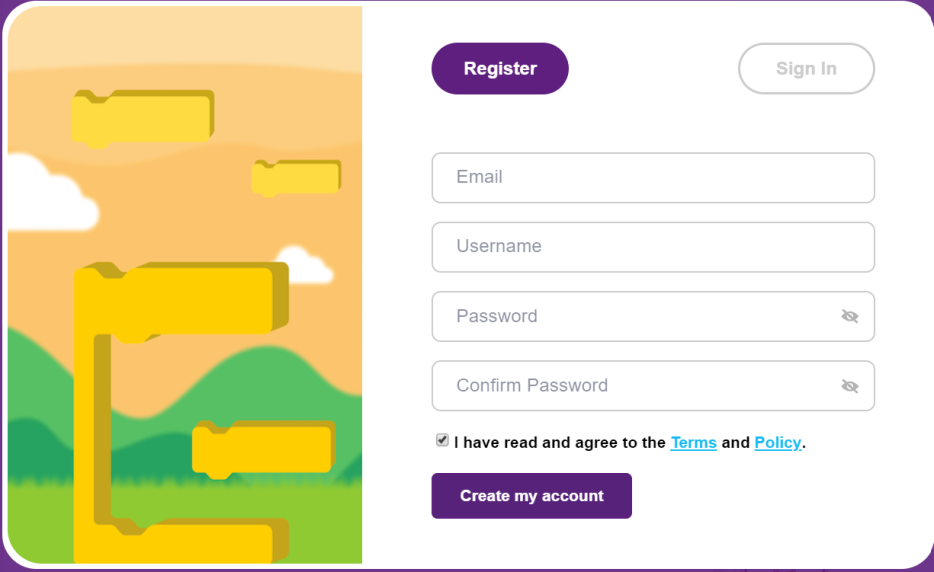 Register
Sign In
Email
Username
Password
Confirm Password
I have read and agree to the Terms and Policy.
Create my account